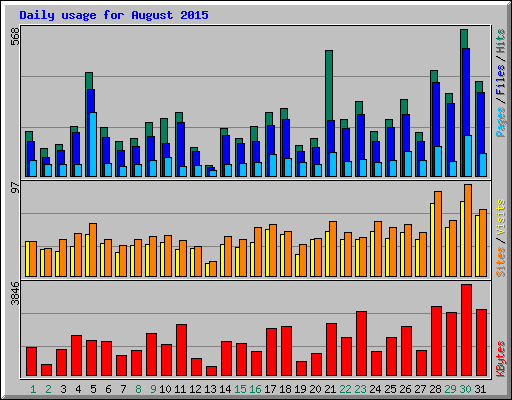 Daily usage for August 2015
568
Pages / Files / Hits
97
Sites / Visits
3846
KBytes
1 2 3 4 5 6 7 8 9 10 11 12 13 14 15 16 17 18 19 20 21 22 23 24 25 26 27 28 29 30 31